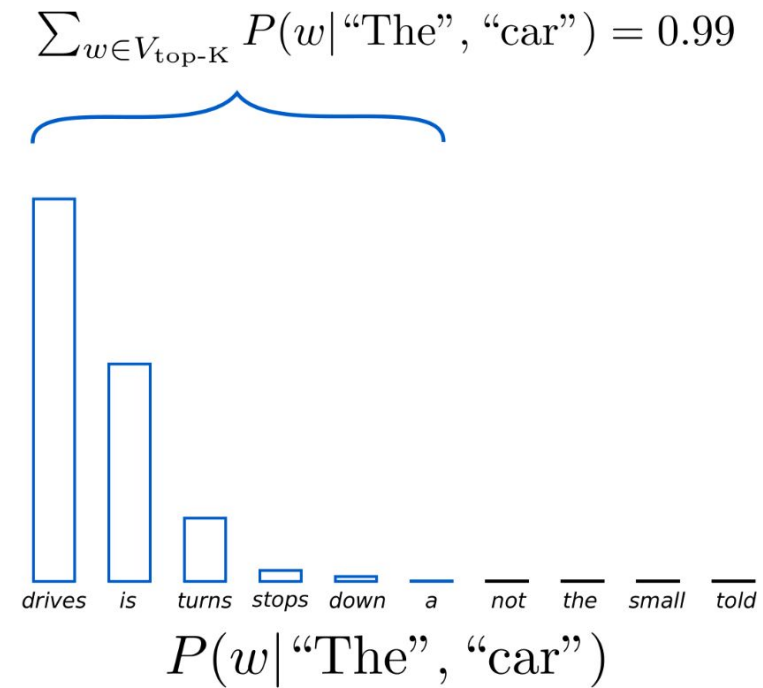 ∑w∈Vtop-K P(w|“The”, “car”) = 0.99
drives is turns stops down a not the small told
P(w|“The”, “car”)